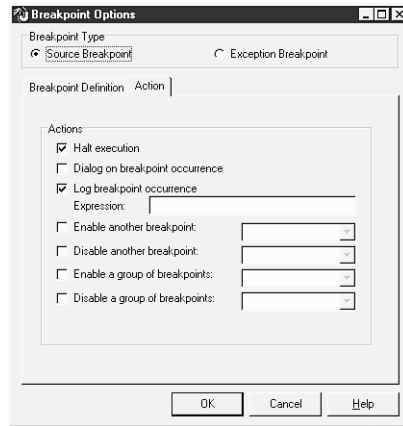 Breakpoint Options
Breakpoint Type
Source Breakpoint Exception Breakpoint
Breakpoint Definition Action
Actions
Halt execution
Dialog on breakpoint occurrence
Log breakpoint occurrence
Expression:
Enable another breakpoint:
Disable another breakpoint:
Enable a group of breakpoints:
Disable a group of breakpoints:
OK Cancel Help